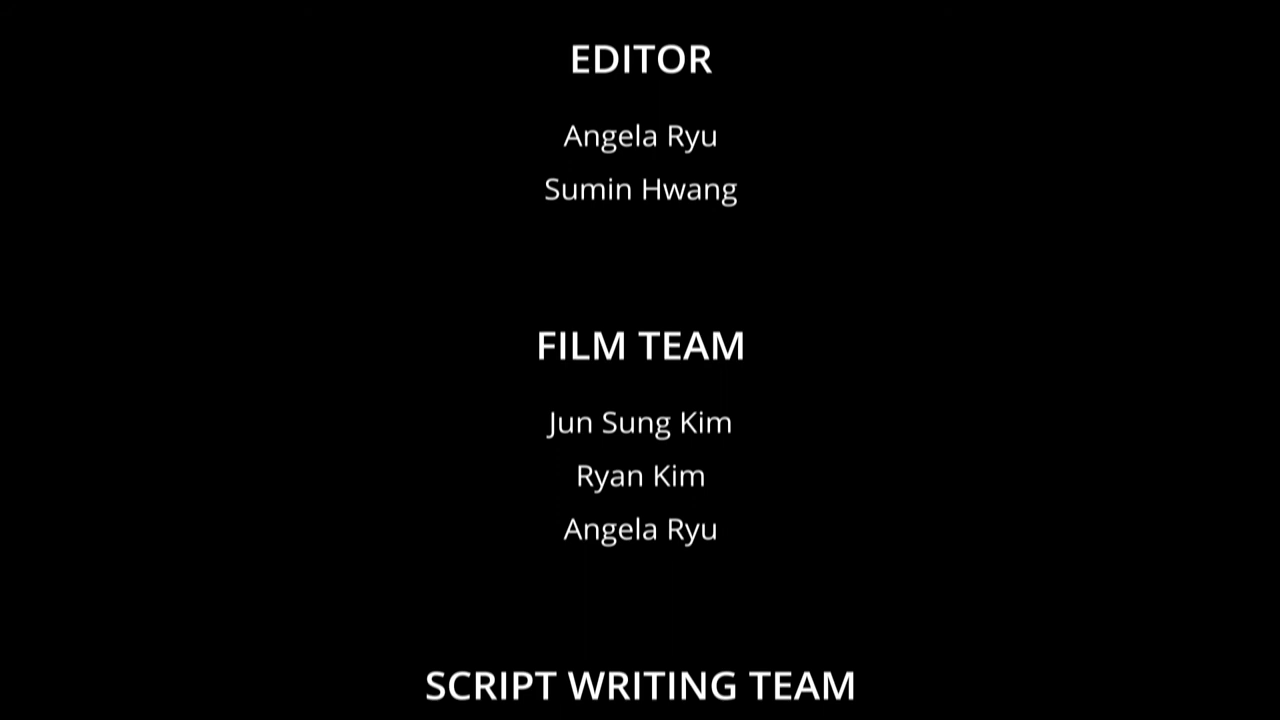 EDITOR
Angela Ryu
Sumin Hwang
FILM TEAM
Jun Sung Kim
Ryan Kim
Angela Ryu
SCRIPT WRITING TEAM